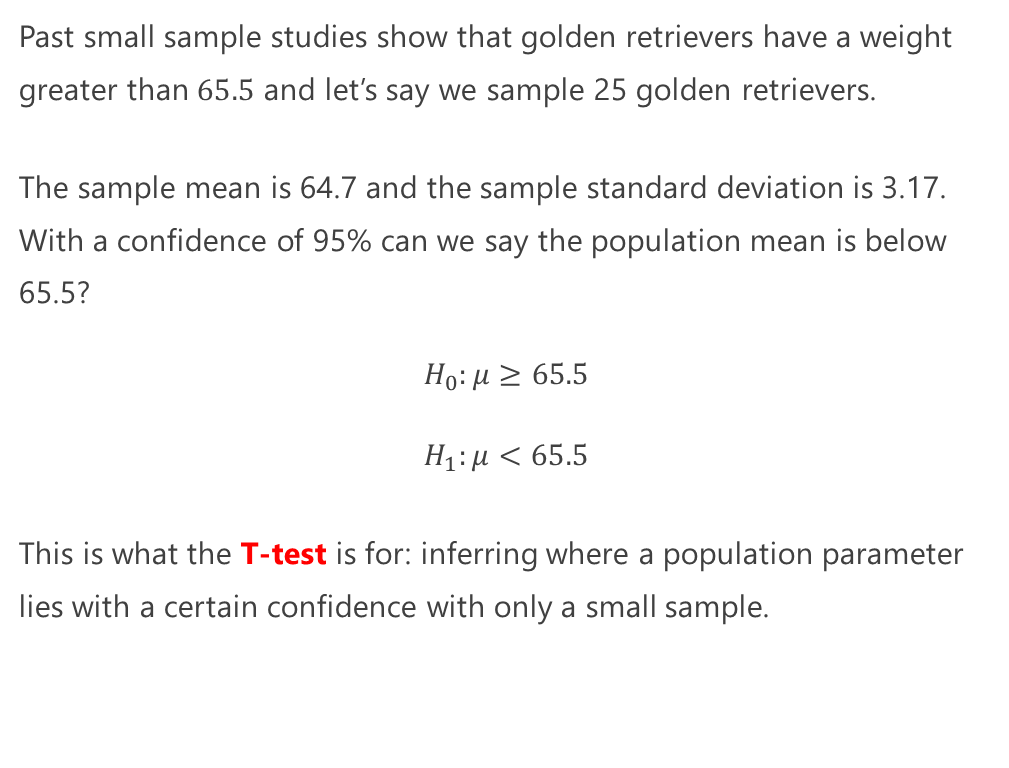 Past small sample studies show that golden retrievers have a weight
greater than 65.5 and let’s say we sample 25 golden retrievers.
The sample mean is 64.7 and the sample standard deviation is 3.17.
With a confidence of 95% can we say the population mean is below
65.5?
H₀: μ ≥ 65.5
H₁: μ < 65.5
This is what the T-test is for: inferring where a population parameter
lies with a certain confidence with only a small sample.